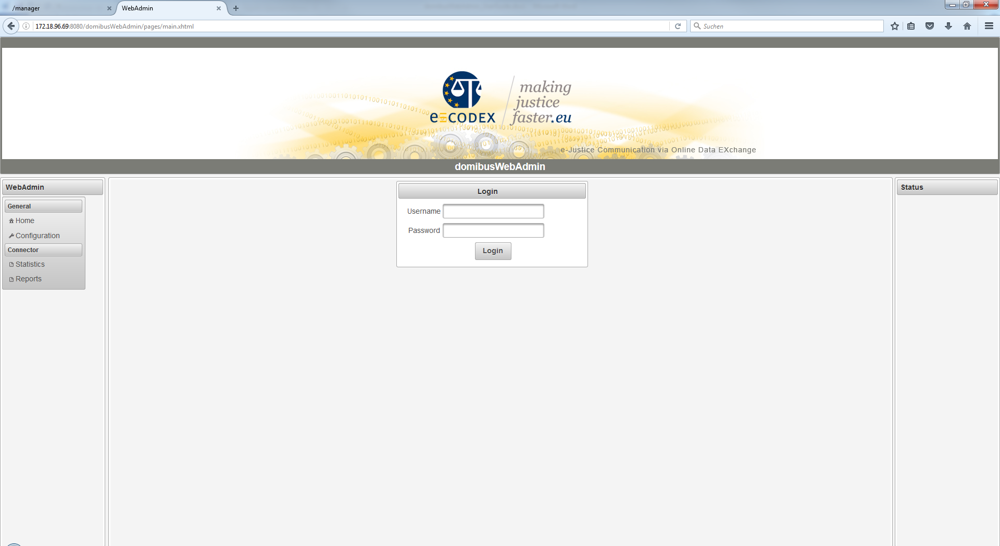 /manager
WebAdmin
172.18.96.69:8080/domibusWebAdmin/pages/main.xhtml
Suchen
e-CODEX
making
justice
faster.eu
e-Justice Communication via Online Data EXchange
domibusWebAdmin
WebAdmin
General
Home
Configuration
Connector
Statistics
Reports
Login
Username
Password
Login
Status